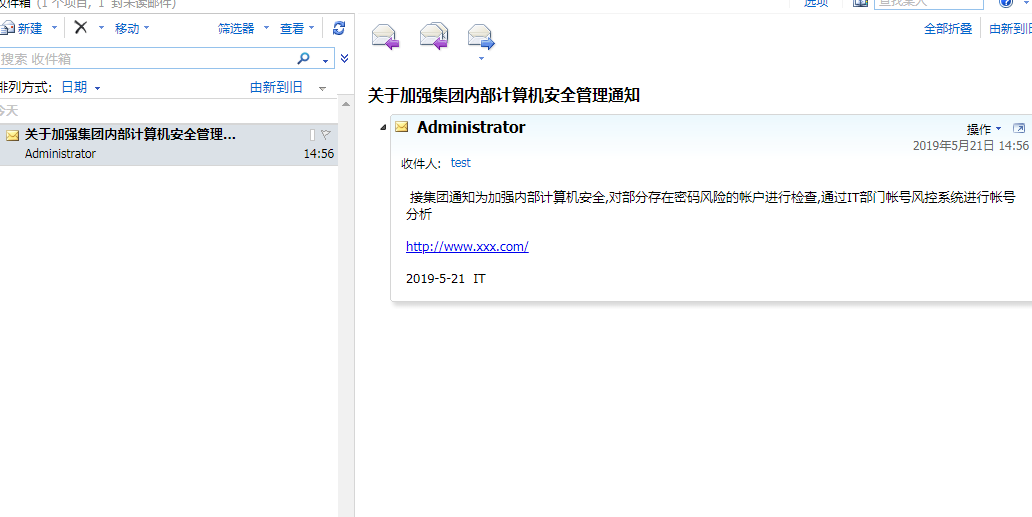 收件箱 (1 个项目, 1 封未读邮件)
选项
查找某人
新建 移动 筛选器 查看
全部折叠 由新到旧
搜索 收件箱
排列方式: 日期 由新到旧
今天
关于加强集团内部计算机安全管理...
Administrator 14:56
关于加强集团内部计算机安全管理通知
Administrator
操作
2019年5月21日 14:56
收件人: test
接集团通知为加强内部计算机安全,对部分存在密码风险的帐户进行检查,通过IT部门帐号风控系统进行帐号
分析
http://www.xxx.com/
2019-5-21 IT